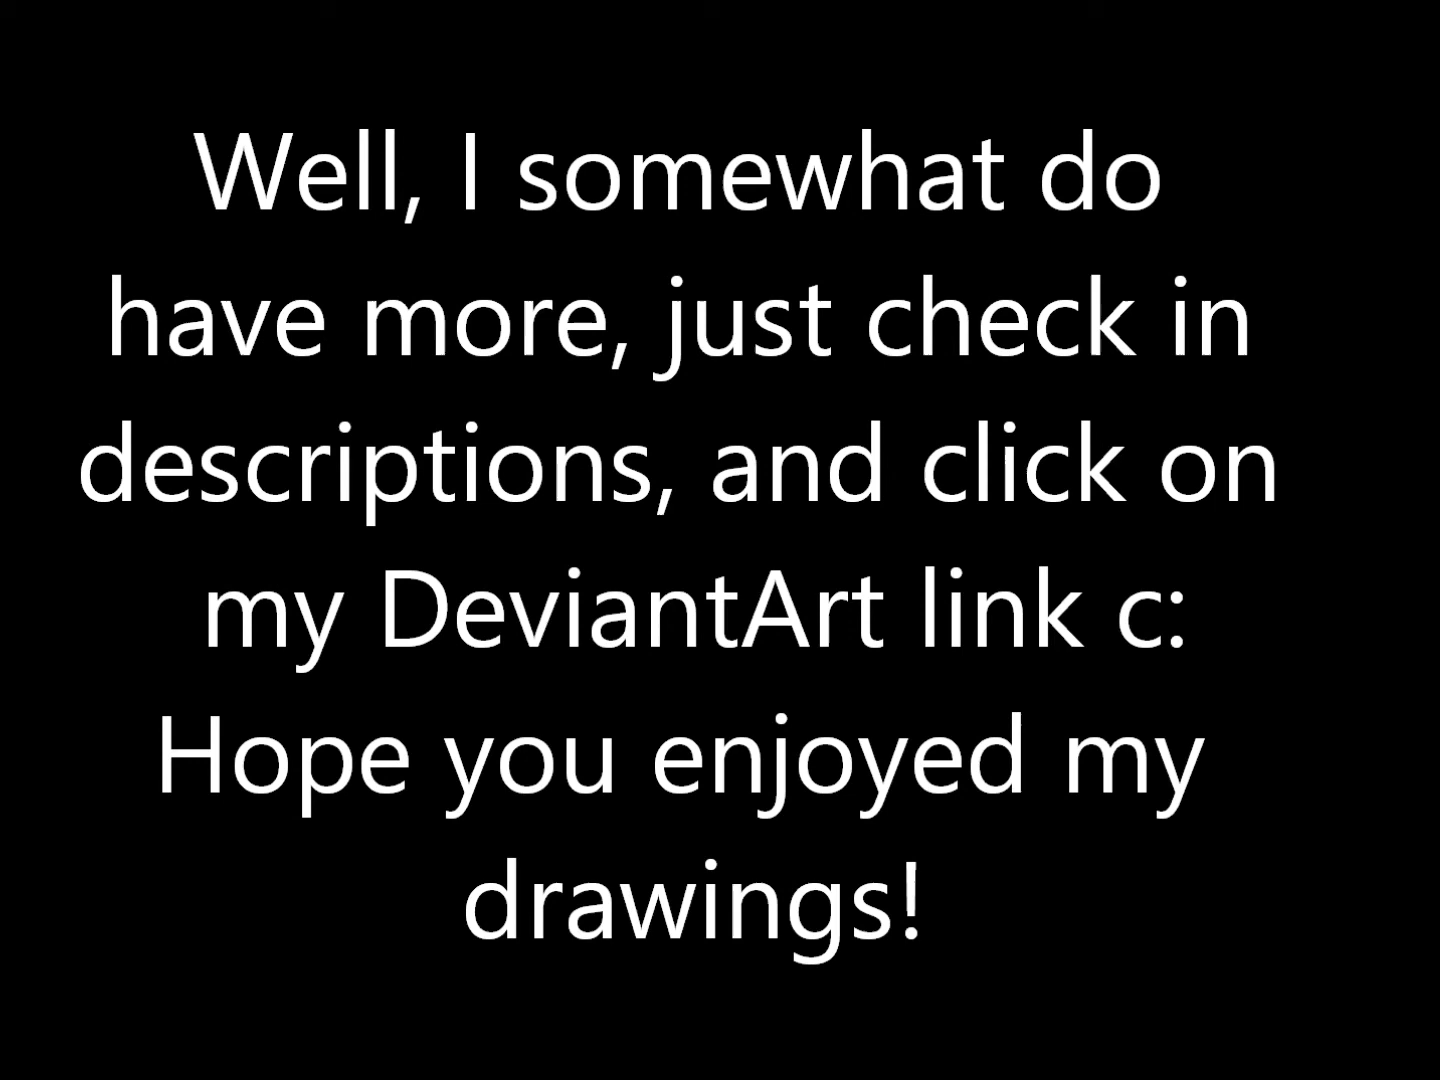 Well, I somewhat do
have more, just check in
descriptions, and click on
my DeviantArt link c:
Hope you enjoyed my
drawings!